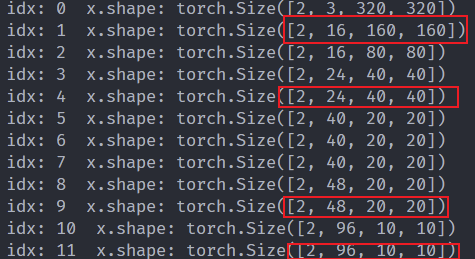 idx: 0  x.shape: torch.Size([2, 3, 320, 320])
idx: 1  x.shape: torch.Size([2, 16, 160, 160])
idx: 2  x.shape: torch.Size([2, 16, 80, 80])
idx: 3  x.shape: torch.Size([2, 24, 40, 40])
idx: 4  x.shape: torch.Size([2, 24, 40, 40])
idx: 5  x.shape: torch.Size([2, 40, 20, 20])
idx: 6  x.shape: torch.Size([2, 40, 20, 20])
idx: 7  x.shape: torch.Size([2, 40, 20, 20])
idx: 8  x.shape: torch.Size([2, 48, 20, 20])
idx: 9  x.shape: torch.Size([2, 48, 20, 20])
idx: 10  x.shape: torch.Size([2, 96, 10, 10])
idx: 11  x.shape: torch.Size([2, 96, 10, 10])